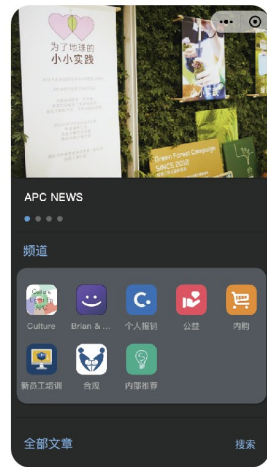 为了地球的
小小实践
Green Forest Campaign
SINCE 2012
APC NEWS
频道
Culture
Brian & ...
个人报销
公益
内购
新员工培训
合规
内部推荐
全部文章
搜索